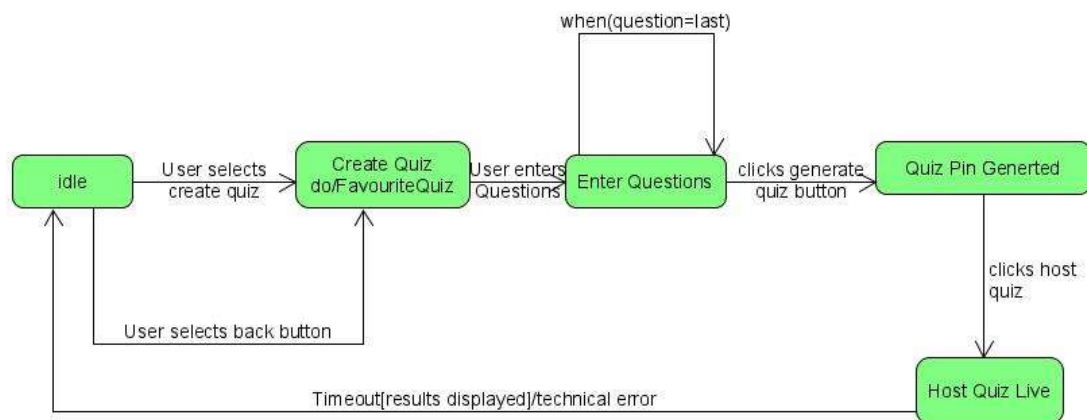 when(question=last)
idle
User selects
create quiz
Create Quiz
do/FavouriteQuiz
User enters
Questions
Enter Questions
clicks generate
quiz button
Quiz Pin Generted
clicks host
quiz
User selects back button
Host Quiz Live
Timeout[results displayed]/technical error